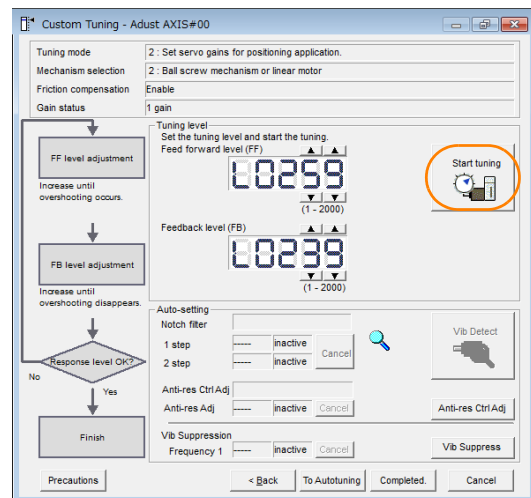 Custom Tuning - Adust AXIS#00
Tuning mode 2 : Set servo gains for positioning application.
Mechanism selection 2 : Ball screw mechanism or linear motor
Friction compensation Enable
Gain status 1 gain
FF level adjustment
Increase until
overshooting occurs.
FB level adjustment
Increase until
overshooting disappears.
Response level OK?
No
Yes
Finish
Tuning level
Set the tuning level and start the tuning.
Feed forward level (FF)
L0259
(1 - 2000)
Feedback level (FB)
L0239
(1 - 2000)
Start tuning
Auto-setting
Notch filter
1 step ----- inactive
2 step ----- inactive
Cancel
Vib Detect
Anti-res Ctrl Adj
Anti-res Adj ----- inactive Cancel
Anti-res Ctrl Adj
Vib Suppression
Frequency 1 ----- inactive Cancel
Vib Suppress
Precautions
< Back
To Autotuning
Completed.
Cancel